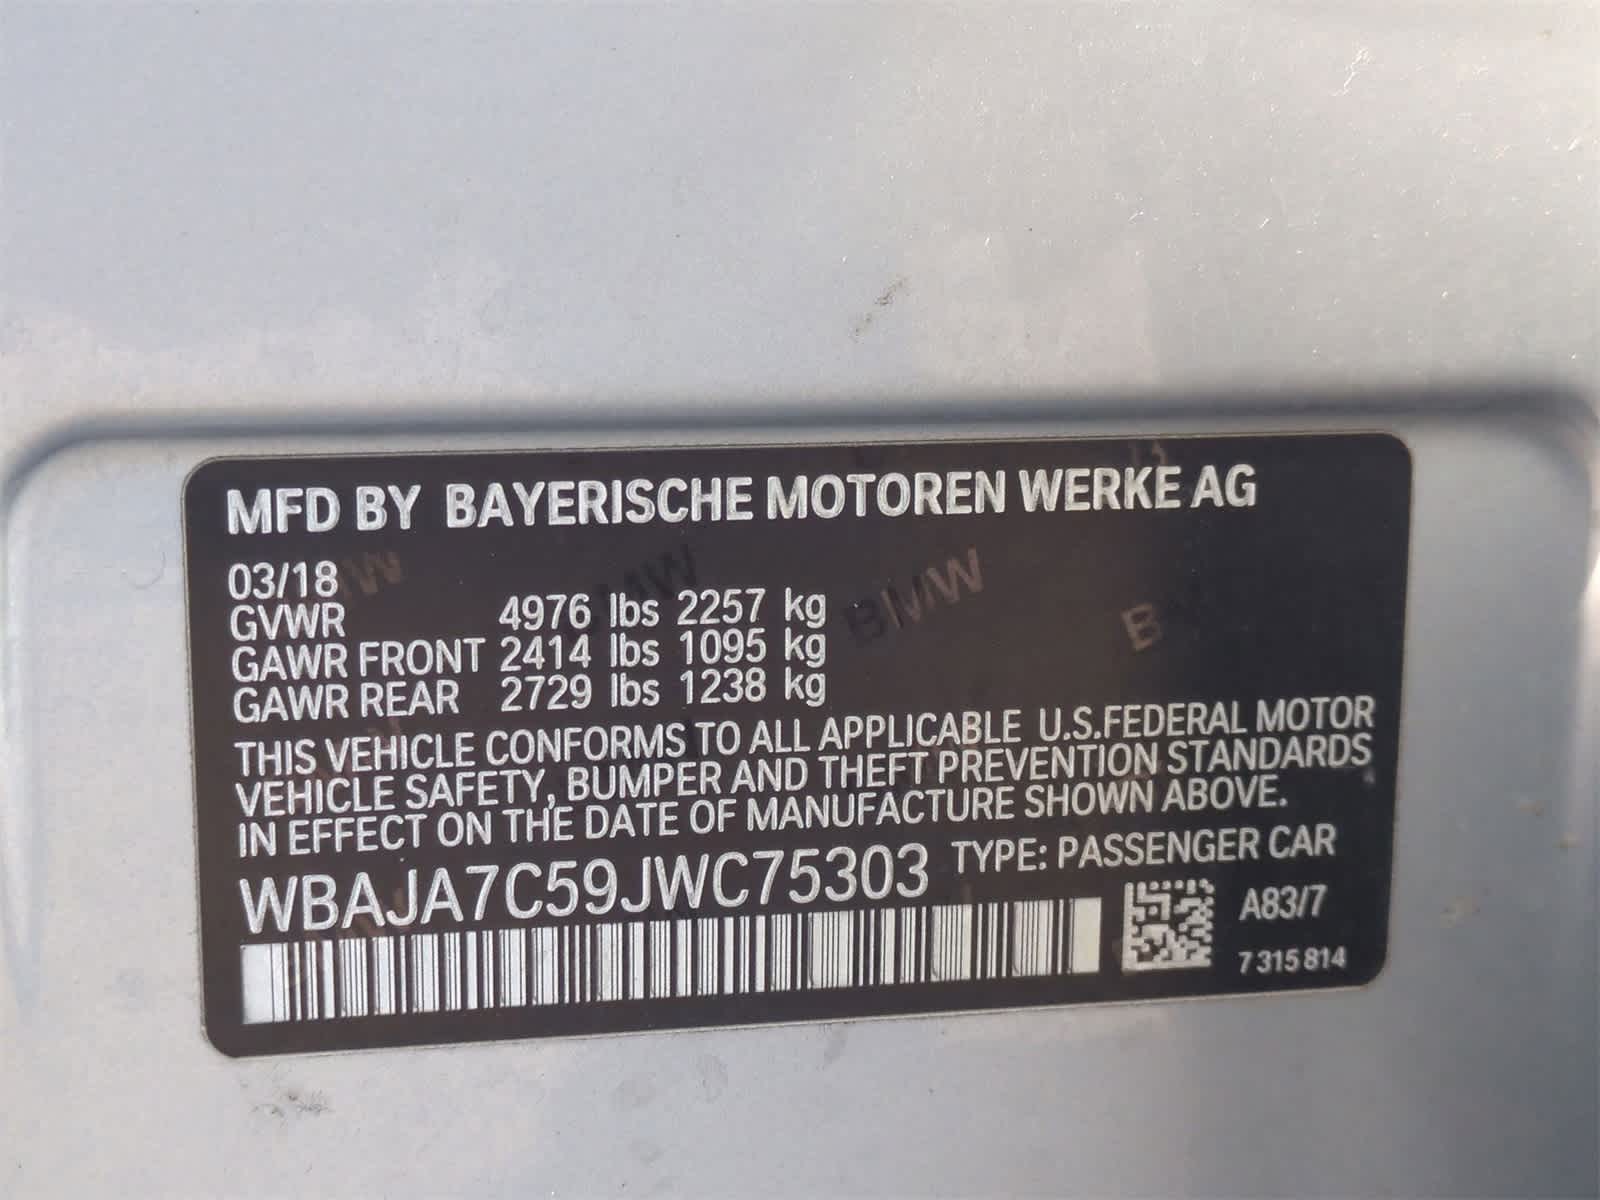 MFD BY BAYERISCHE MOTOREN WERKE AG
03/18
GVWR 4976 lbs 2257 kg
GAWR FRONT 2414 lbs 1095 kg
GAWR REAR 2729 lbs 1238 kg
THIS VEHICLE CONFORMS TO ALL APPLICABLE U.S.FEDERAL MOTOR
VEHICLE SAFETY, BUMPER AND THEFT PREVENTION STANDARDS
IN EFFECT ON THE DATE OF MANUFACTURE SHOWN ABOVE.
WBAJA7C59JWC75303 TYPE: PASSENGER CAR
A83/7
7 315 814
BMW